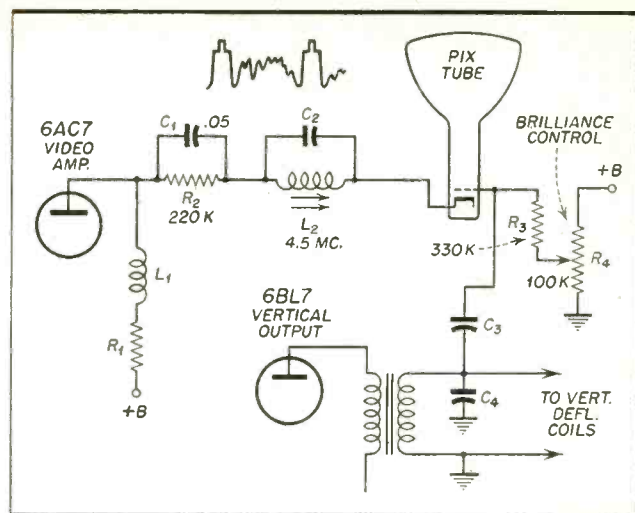 PIX
TUBE
6AC7
VIDEO
AMP.
C1
.05
R2
220 K
C2
L2
4.5 MC.
BRILLIANCE
CONTROL
+B
R3
330 K
R4
100K
L1
R1
+B
6BL7
VERTICAL
OUTPUT
C3
C4
TO VERT.
DEFL.
COILS